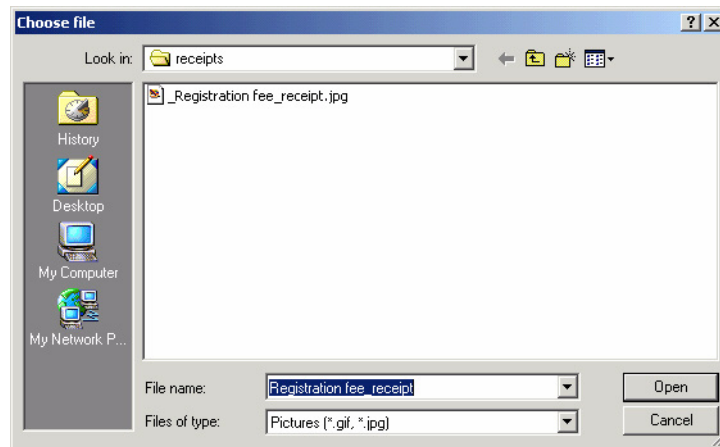 Choose file
Look in: receipts
_Registration fee_receipt.jpg
History
Desktop
My Computer
My Network P...
File name: Registration fee_receipt Open
Files of type: Pictures (*.gif, *.jpg) Cancel